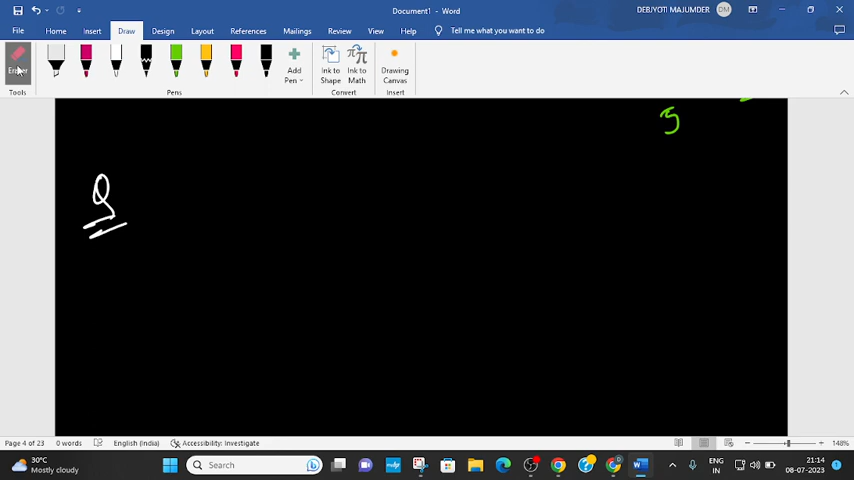 Document1 - Word
DEBJYOTI MAJUMDER
DM
File
Home
Insert
Draw
Design
Layout
References
Mailings
Review
View
Help
Tell me what you want to do
Eraser
Add Pen
Ink to Shape
Ink to Math
Drawing Canvas
Tools
Pens
Convert
Insert
Q
Page 4 of 23
0 words
English (India)
Accessibility: Investigate
148%
30°C
Mostly cloudy
Search
ENG
IN
21:14
08-07-2023